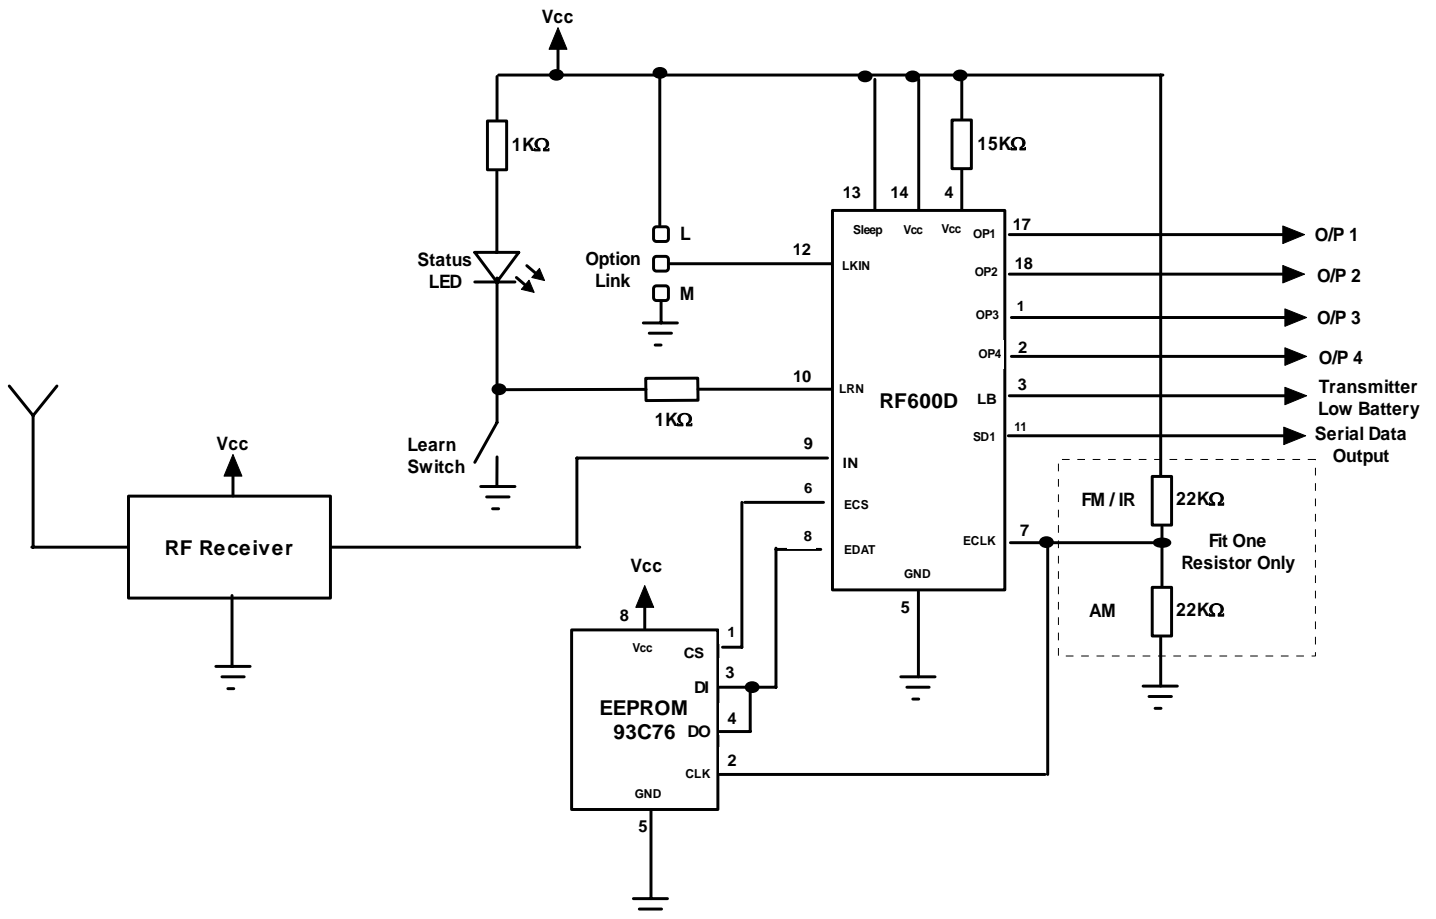 Vcc
1KΩ
15KΩ
13
14
4
Sleep
Vcc
Vcc
OP1
17
O/P 1
L
Status
LED
Option
Link
12
LKIN
OP2
18
O/P 2
M
OP3
1
O/P 3
OP4
2
O/P 4
10
LRN
RF600D
LB
3
Transmitter
Low Battery
1KΩ
SD1
11
Serial Data
Output
Learn
Switch
Vcc
9
IN
6
ECS
FM / IR
22KΩ
RF Receiver
8
EDAT
ECLK
7
Fit One
Resistor Only
GND
5
AM
22KΩ
Vcc
8
Vcc
CS
1
DI
3
EEPROM
93C76
DO
4
CLK
2
GND
5